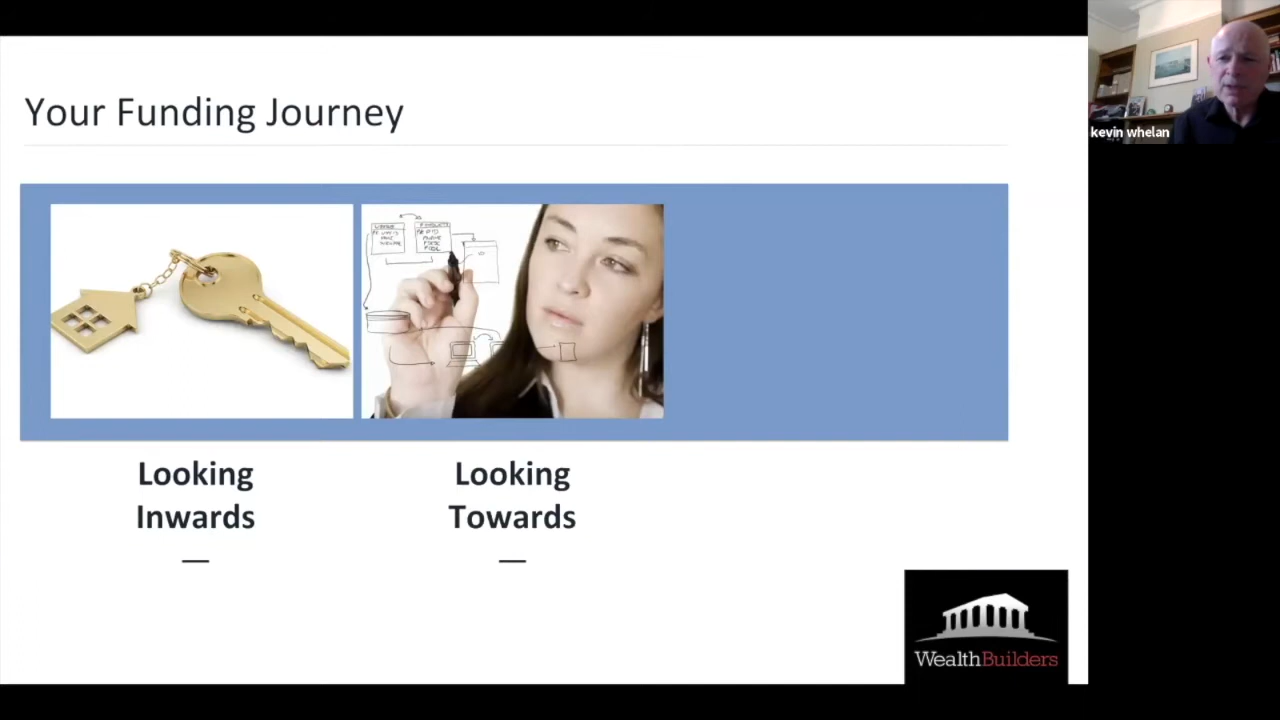 Your Funding Journey
kevin whelan
Looking
Inwards
Looking
Towards
WealthBuilders